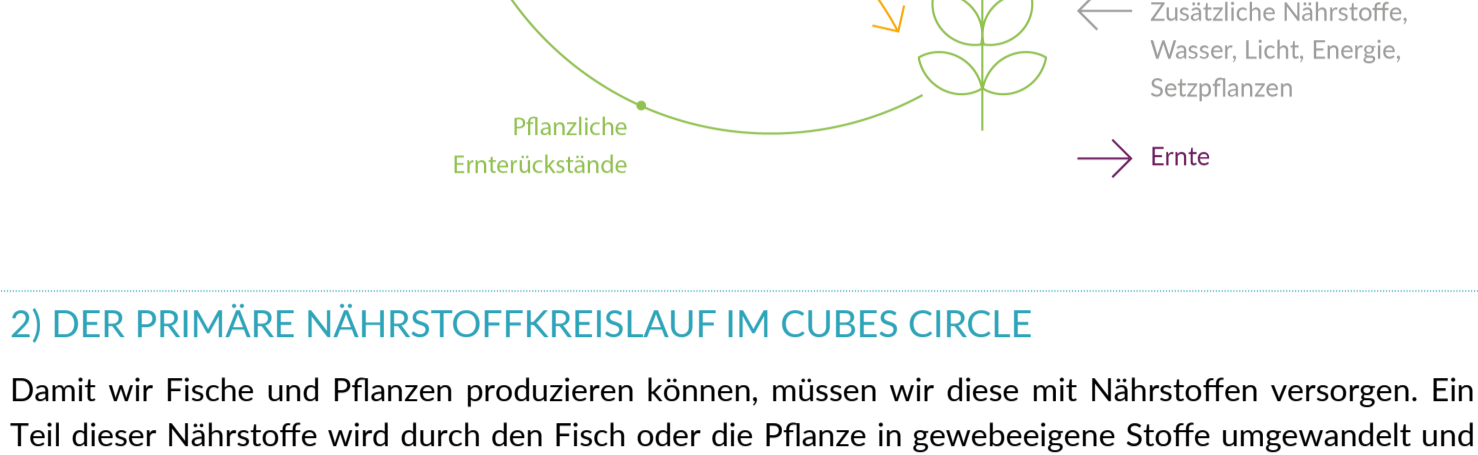 Zusätzliche Nährstoffe,
Wasser, Licht, Energie,
Setzpflanzen
Pflanzliche
Ernterückstände
Ernte
2) DER PRIMÄRE NÄHRSTOFFKREISLAUF IM CUBES CIRCLE
Damit wir Fische und Pflanzen produzieren können, müssen wir diese mit Nährstoffen versorgen. Ein
Teil dieser Nährstoffe wird durch den Fisch oder die Pflanze in gewebeeigene Stoffe umgewandelt und